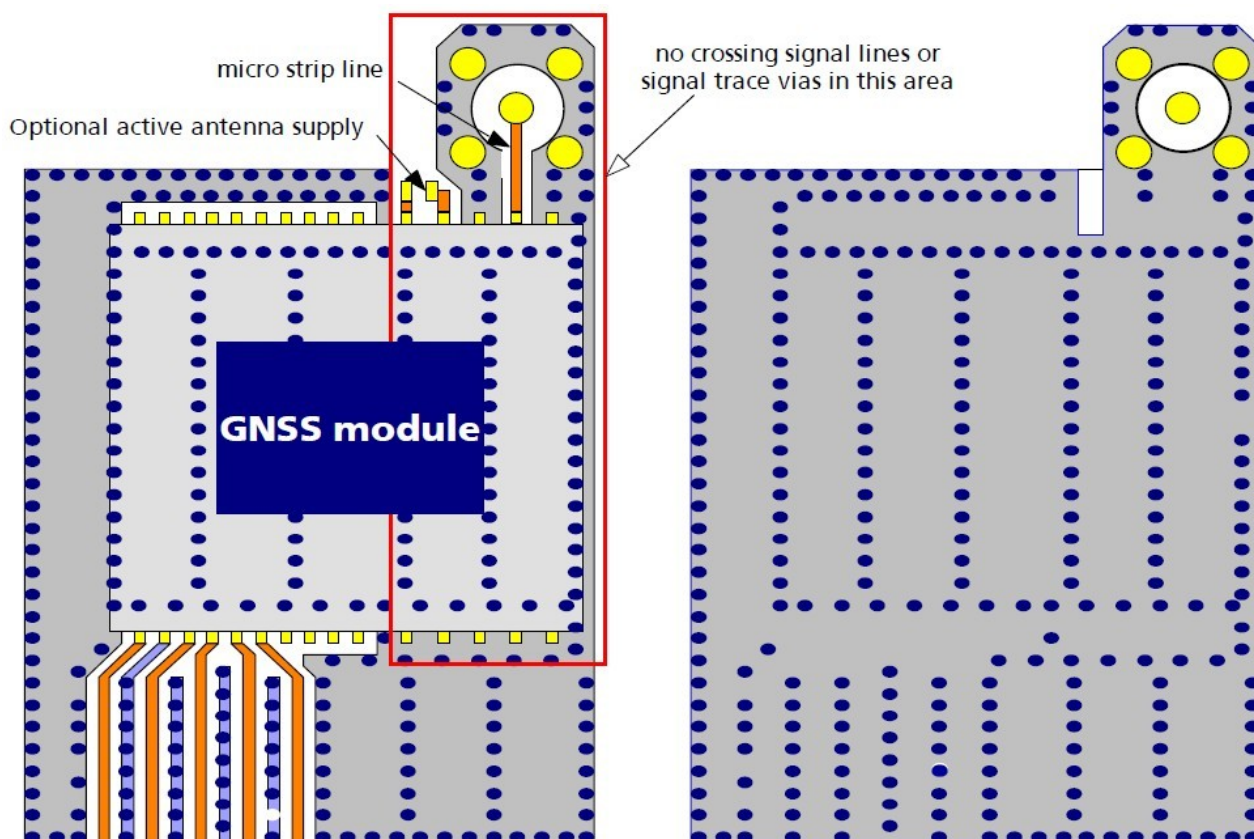 micro strip line
Optional active antenna supply
no crossing signal lines or
signal trace vias in this area
GNSS module